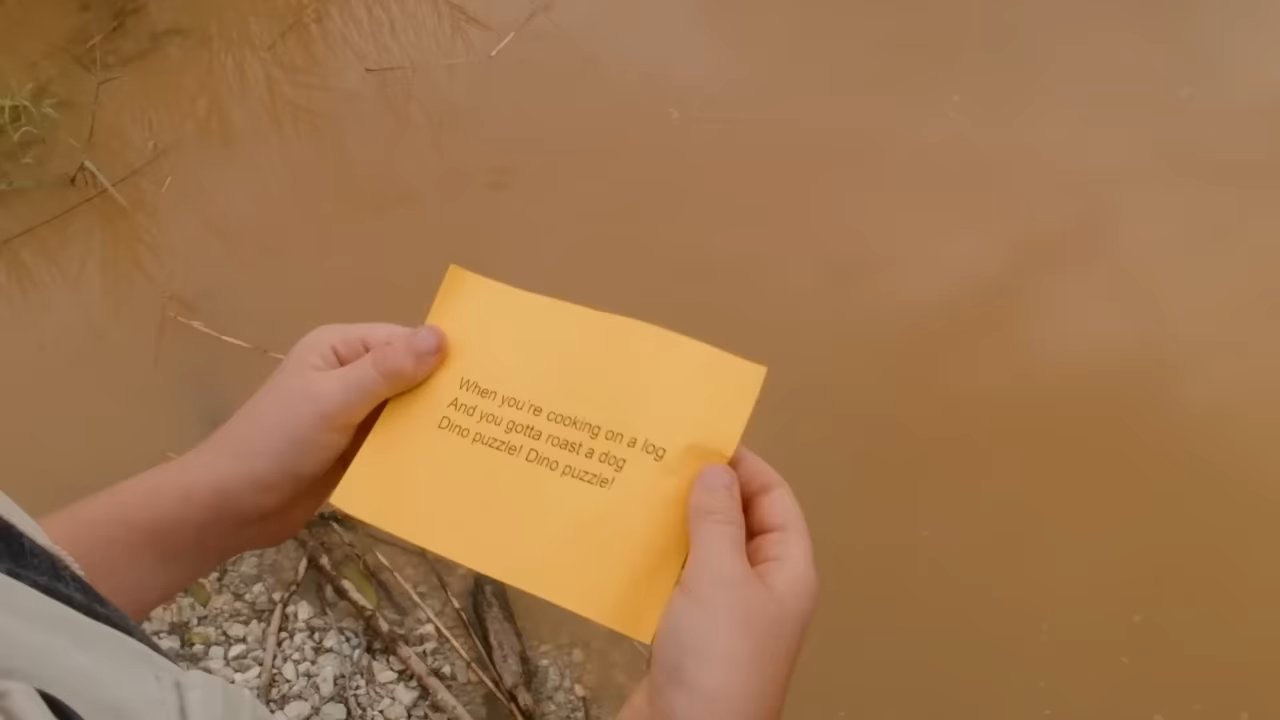 When you're cooking on a log
And you gotta roast a dog
Dino puzzle! Dino puzzle!